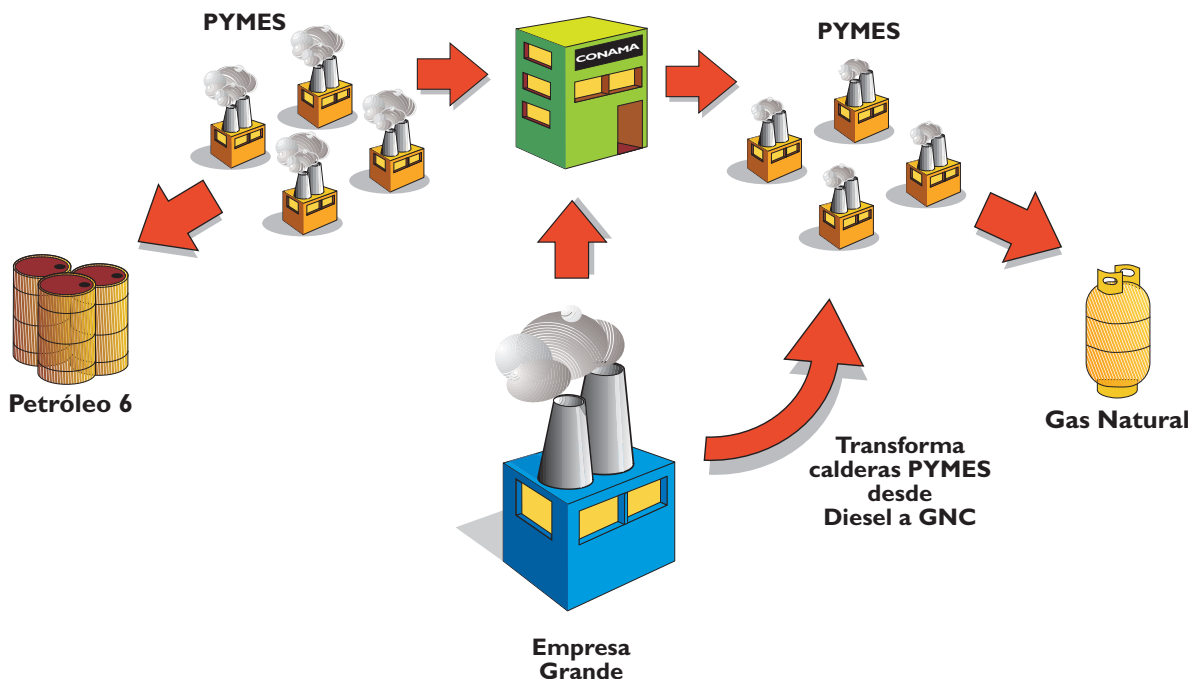 PYMES
CONAMA
PYMES
Petróleo 6
Gas Natural
Transforma
calderas PYMES
desde
Diesel a GNC
Empresa
Grande